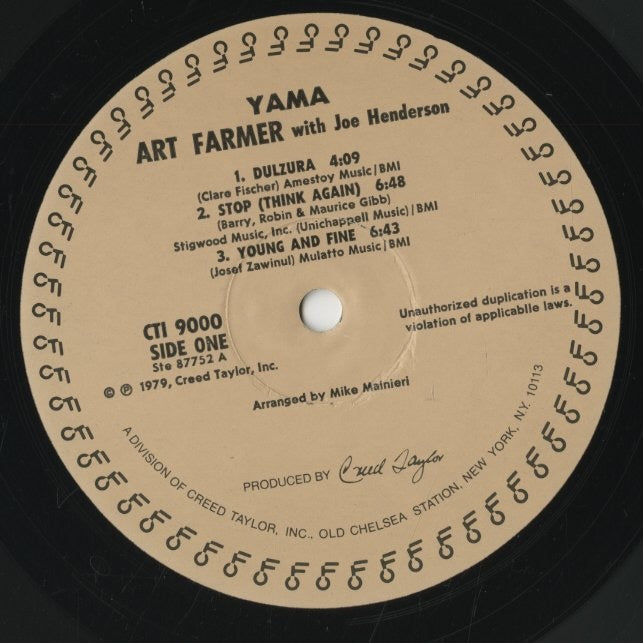 YAMA
ART FARMER with Joe Henderson
1. DULZURA 4:09
(Clare Fischer) Amestoy Music/BMI
2. STOP (THINK AGAIN) 6:48
(Barry, Robin & Maurice Gibb)
Stigwood Music, Inc. (Unichappell Music)/BMI
3. YOUNG AND FINE 6:43
(Josef Zawinul) Mulatto Music/BMI
CTI 9000
SIDE ONE
Ste 87752 A
© ℗ 1979, Creed Taylor, Inc.
Unauthorized duplication is a
violation of applicablle laws.
Arranged by Mike Mainieri
PRODUCED BY Creed Taylor
A DIVISION OF CREED TAYLOR, INC., OLD CHELSEA STATION, NEW YORK, N.Y. 10113